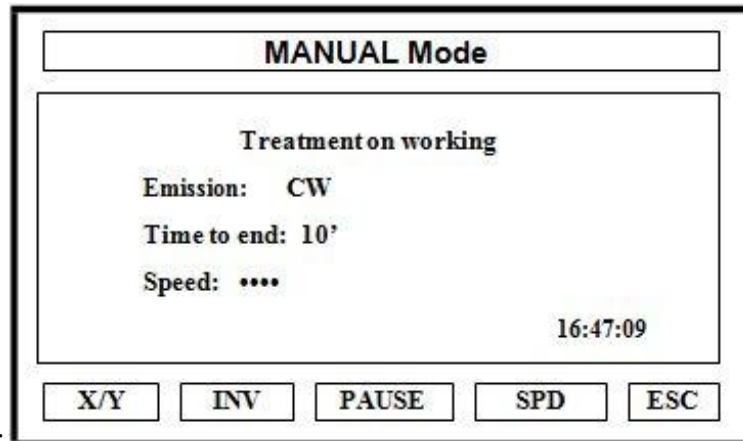 MANUAL Mode
Treatment on working
Emission: CW
Time to end: 10’
Speed: ••••
16:47:09
X/Y INV PAUSE SPD ESC